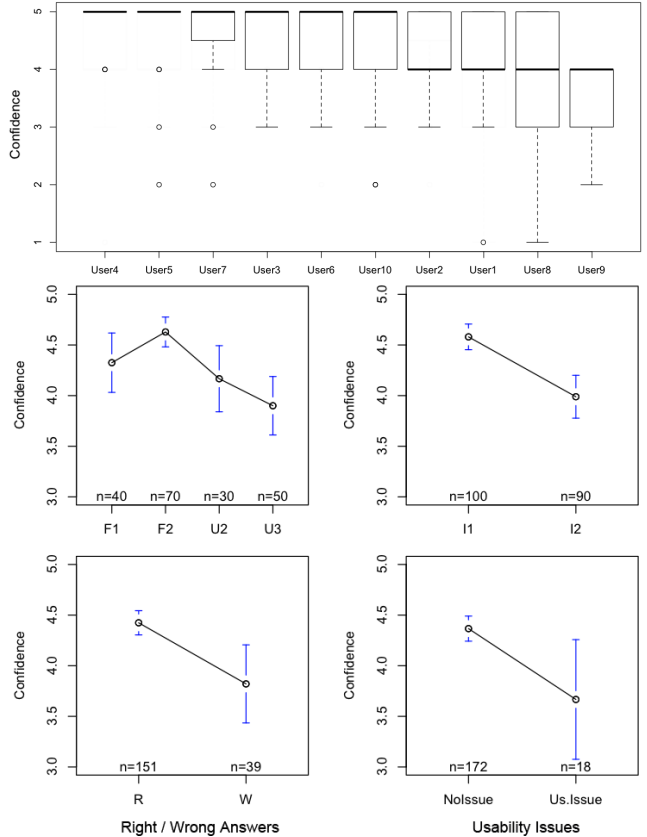 Confidence
5
4
3
2
1
User4 User5 User7 User3 User6 User10 User2 User1 User8 User9
Confidence
5.0
4.5
4.0
3.5
3.0
n=40 n=70 n=30 n=50
F1 F2 U2 U3
Confidence
5.0
4.5
4.0
3.5
3.0
n=100 n=90
I1 I2
Confidence
5.0
4.5
4.0
3.5
3.0
n=151 n=39
R W
Right / Wrong Answers
Confidence
5.0
4.5
4.0
3.5
3.0
n=172 n=18
NoIssue Us.Issue
Usability Issues